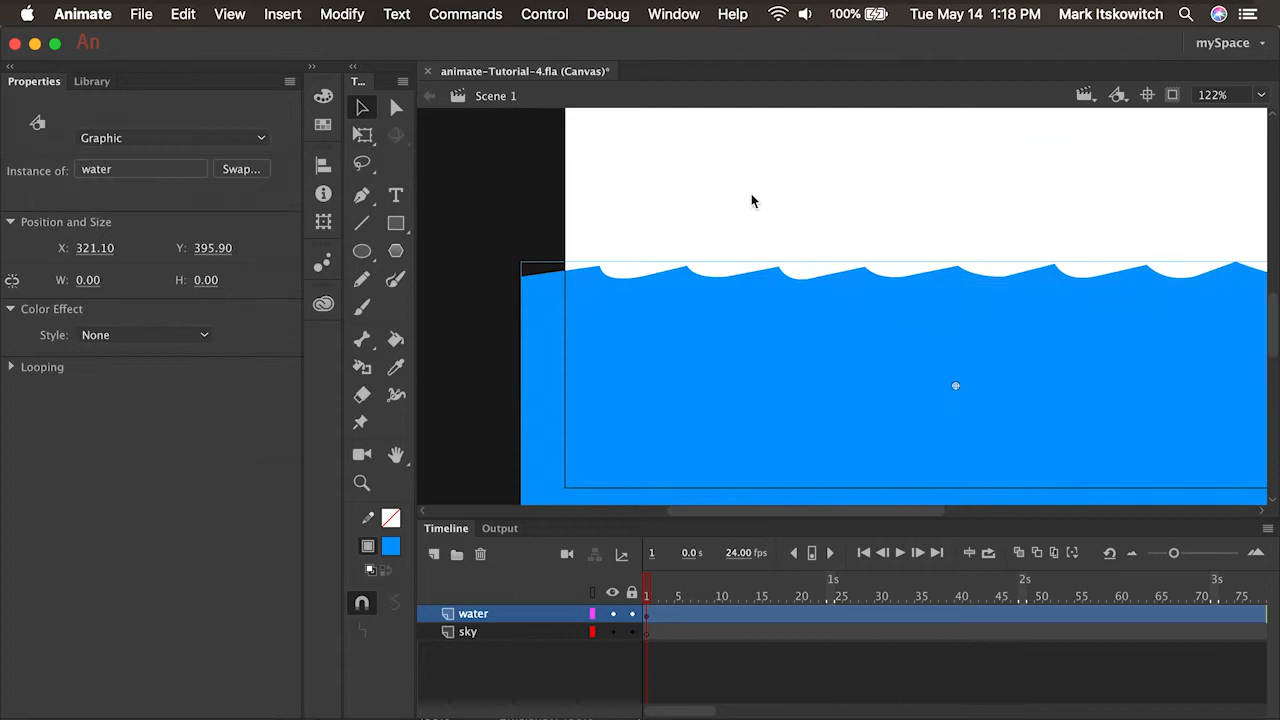 Animate File Edit View Insert Modify Text Commands Control Debug Window Help 100% Tue May 14 1:18 PM Mark Itskowitch
An mySpace
Properties Library T... × animate-Tutorial-4.fla (Canvas)*
Scene 1 122%
Graphic
Instance of: water Swap...
Position and Size
X: 321.10 Y: 395.90
W: 0.00 H: 0.00
Color Effect
Style: None
Looping
Timeline Output
1 0.0 s 24.00 fps
1s 2s 3s
1 5 10 15 20 25 30 35 40 45 50 55 60 65 70 75
water
sky